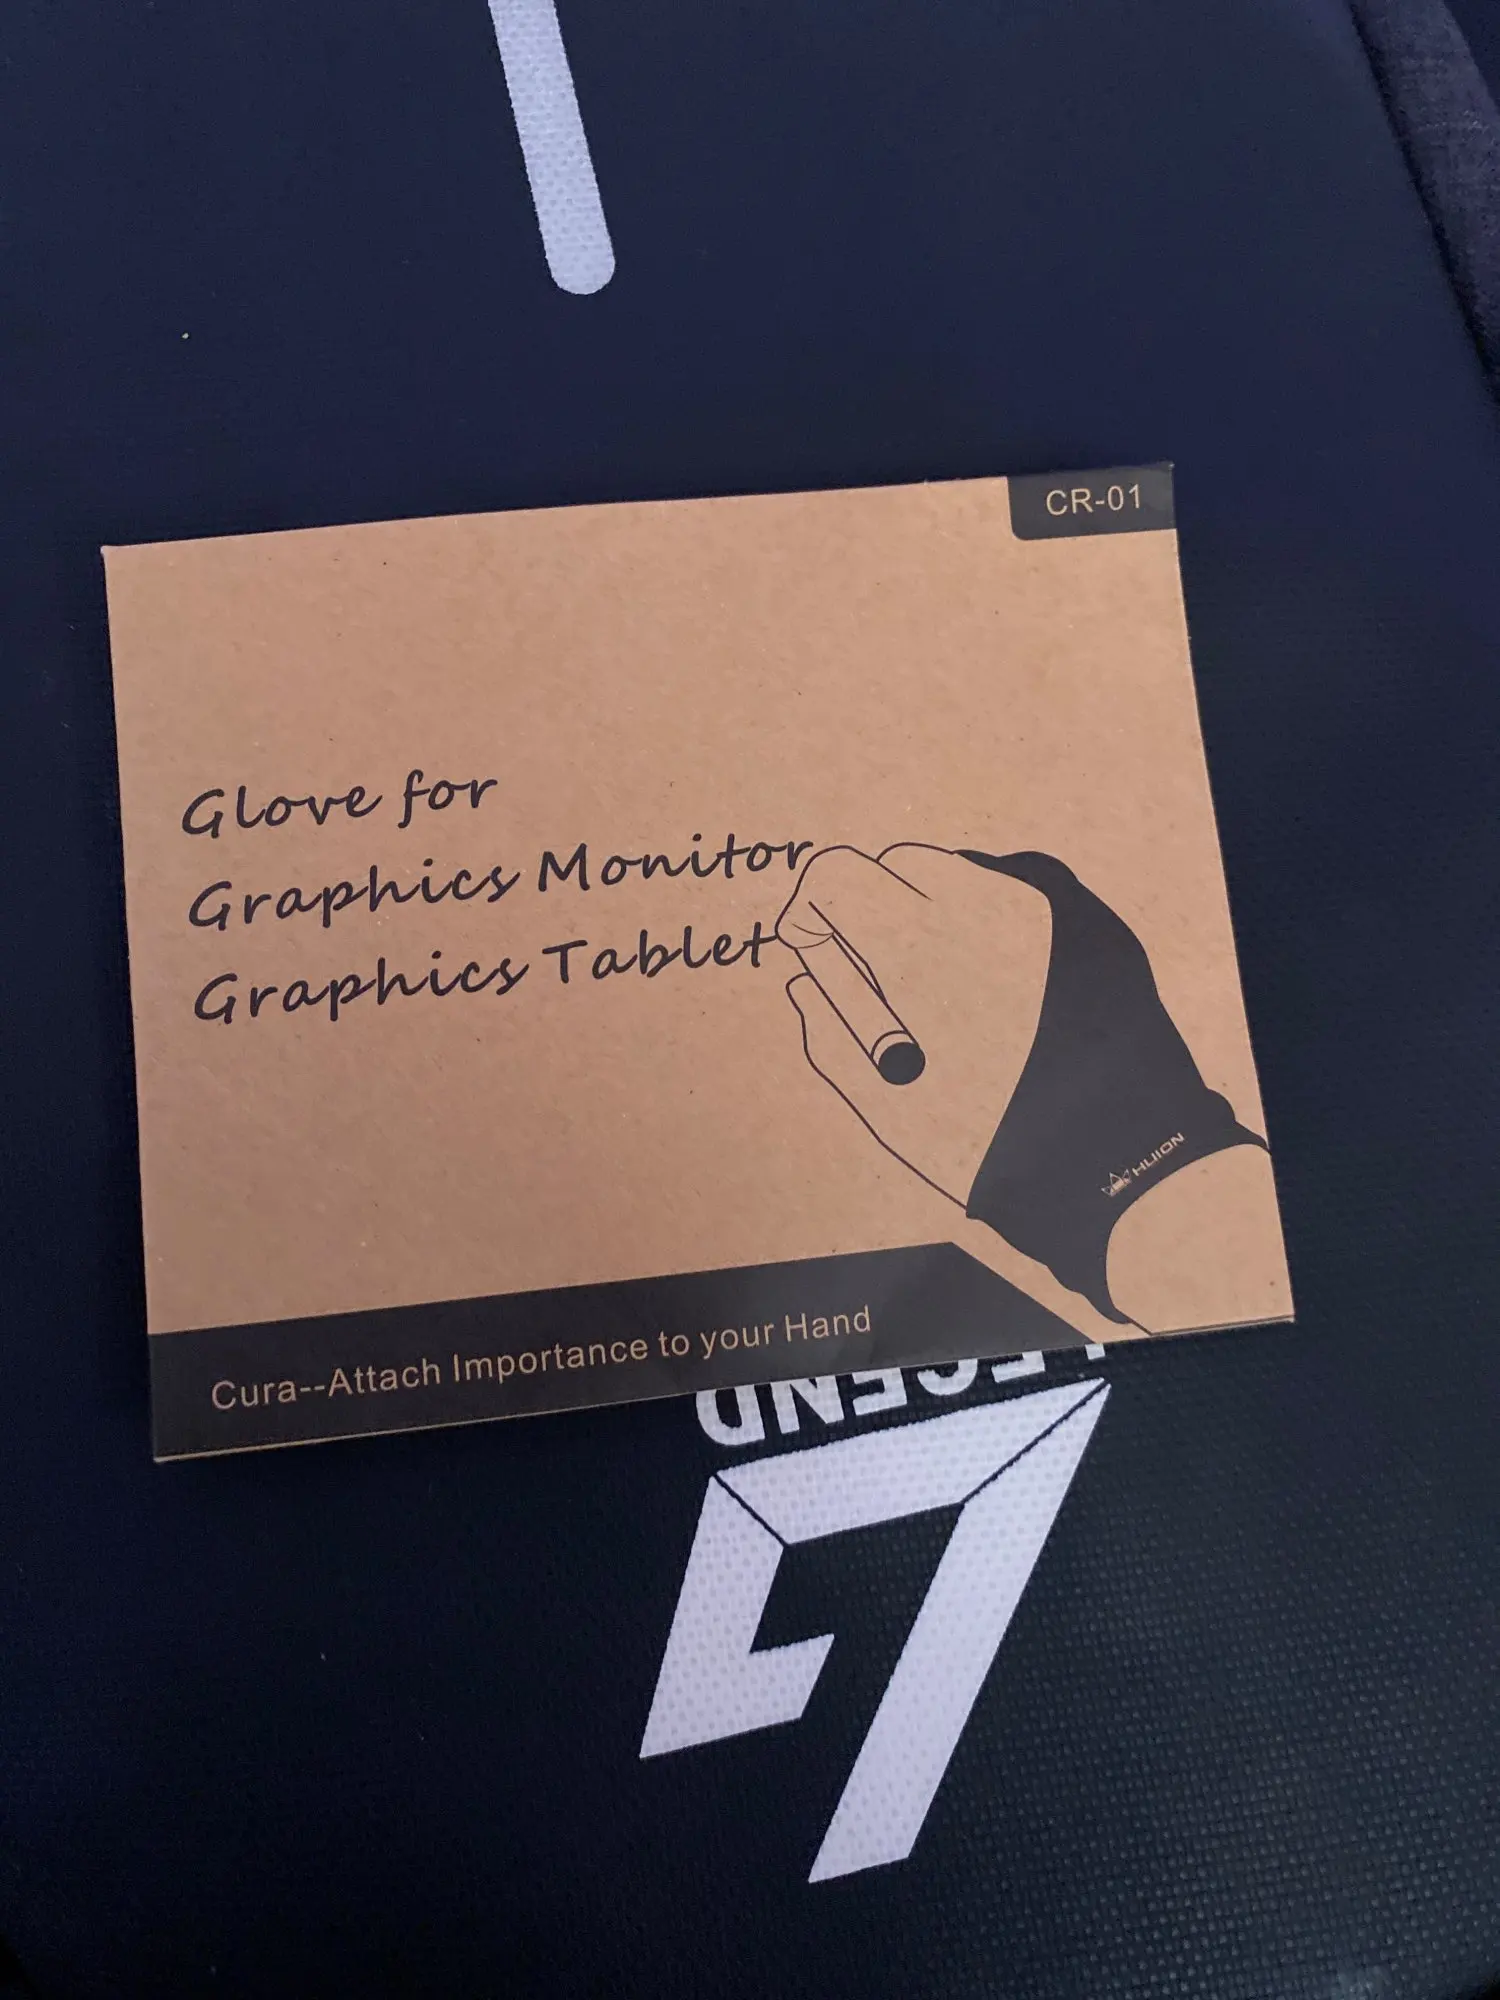 CR-01
Glove for
Graphics Monitor
Graphics Tablet
HUION
Cura--Attach Importance to your Hand
LEGEND